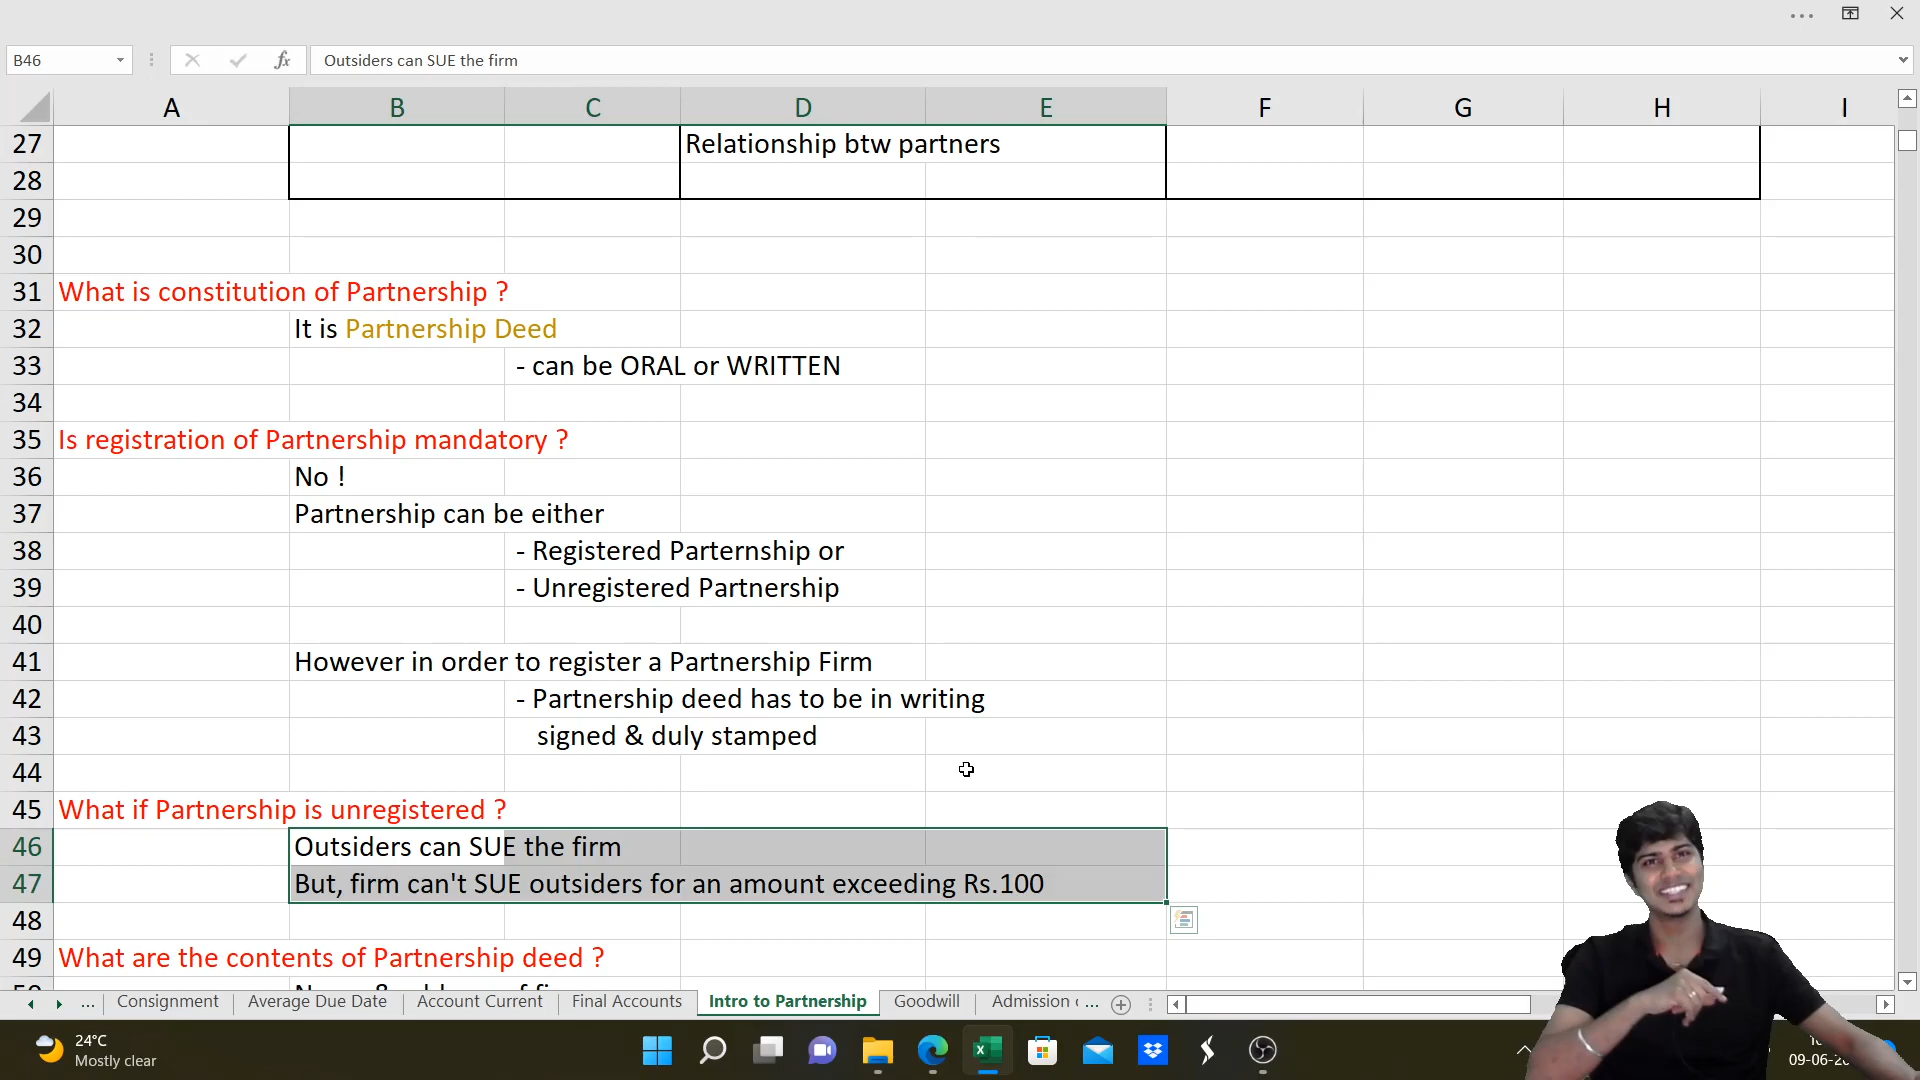 B46
fx
Outsiders can SUE the firm
A B C D E F G H I
27 Relationship btw partners
28
29
30
31 What is constitution of Partnership ?
32 It is Partnership Deed
33 - can be ORAL or WRITTEN
34
35 Is registration of Partnership mandatory ?
36 No !
37 Partnership can be either
38 - Registered Parternship or
39 - Unregistered Partnership
40
41 However in order to register a Partnership Firm
42 - Partnership deed has to be in writing
43 signed & duly stamped
44
45 What if Partnership is unregistered ?
46 Outsiders can SUE the firm
47 But, firm can't SUE outsiders for an amount exceeding Rs.100
48
49 What are the contents of Partnership deed ?
... Consignment Average Due Date Account Current Final Accounts Intro to Partnership Goodwill Admission ...
24°C
Mostly clear
09-06-20